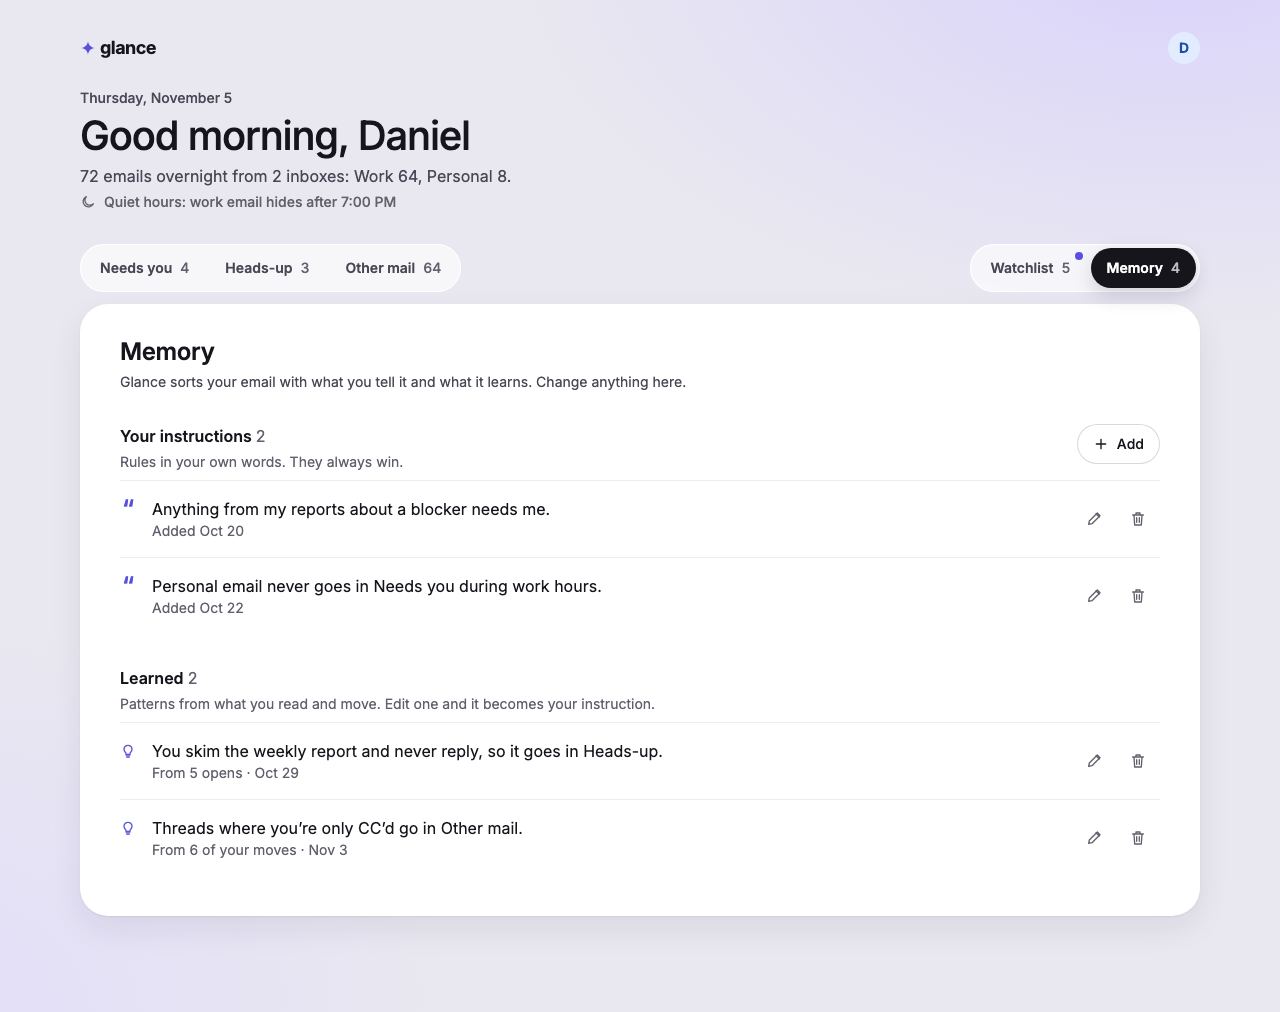 glance
D
Thursday, November 5
Good morning, Daniel
72 emails overnight from 2 inboxes: Work 64, Personal 8.
Quiet hours: work email hides after 7:00 PM
Needs you 4 Heads-up 3 Other mail 64
Watchlist 5 Memory 4
Memory
Glance sorts your email with what you tell it and what it learns. Change anything here.
Your instructions 2
Rules in your own words. They always win.
Add
Anything from my reports about a blocker needs me.
Added Oct 20
Personal email never goes in Needs you during work hours.
Added Oct 22
Learned 2
Patterns from what you read and move. Edit one and it becomes your instruction.
You skim the weekly report and never reply, so it goes in Heads-up.
From 5 opens · Oct 29
Threads where you’re only CC’d go in Other mail.
From 6 of your moves · Nov 3